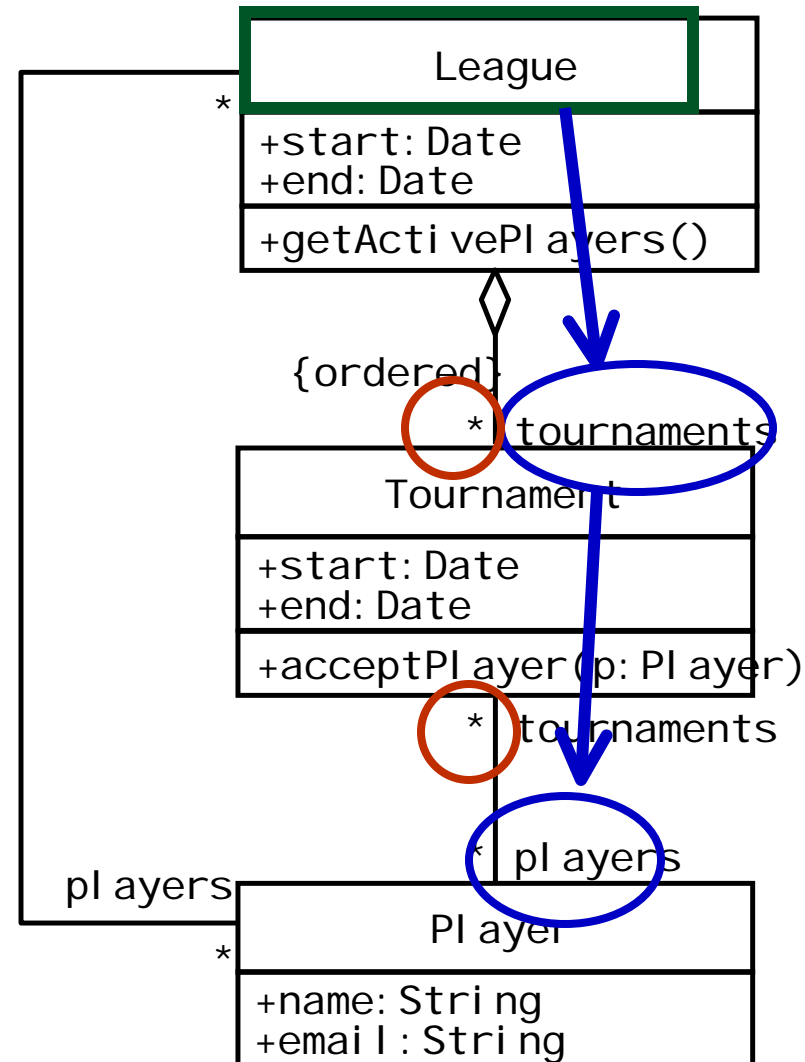 League
*
+start: Date
+end: Date
+getActivePlayers()
{ordered}
* tournaments
Tournament
+start: Date
+end: Date
+acceptPlayer(p: Player)
* tournaments
* players
players
Player
*
+name: String
+email: String